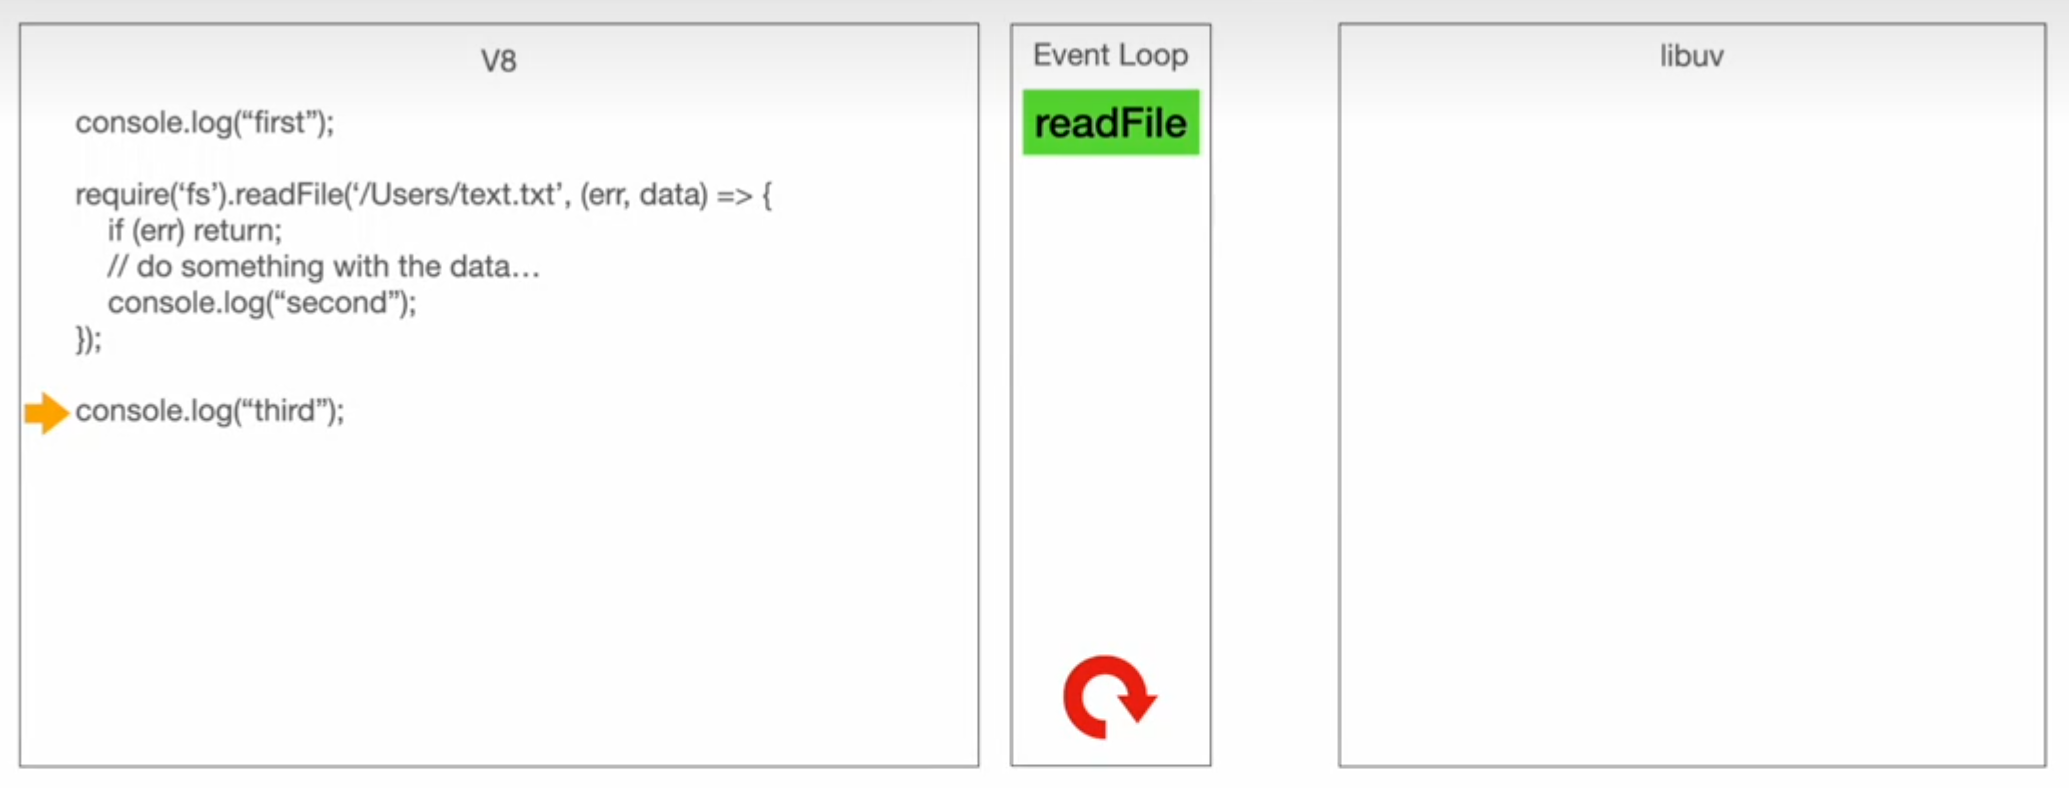 V8
console.log(“first”);
require(‘fs’).readFile(‘/Users/text.txt’, (err, data) => {
if (err) return;
// do something with the data…
console.log(“second”);
});
console.log(“third”);
Event Loop
readFile
libuv